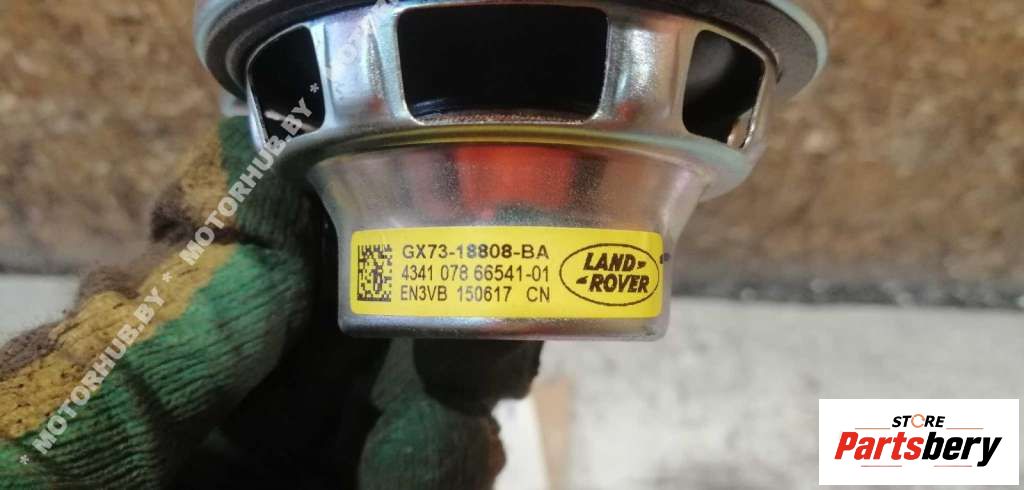 GX73-18808-BA
4341 078 66541-01
EN3VB 150617 CN
LAND-
-ROVER
* MOTORHUB.BY * MOTORHUB.BY * MOTORHUB.BY *
STORE
Partsbery